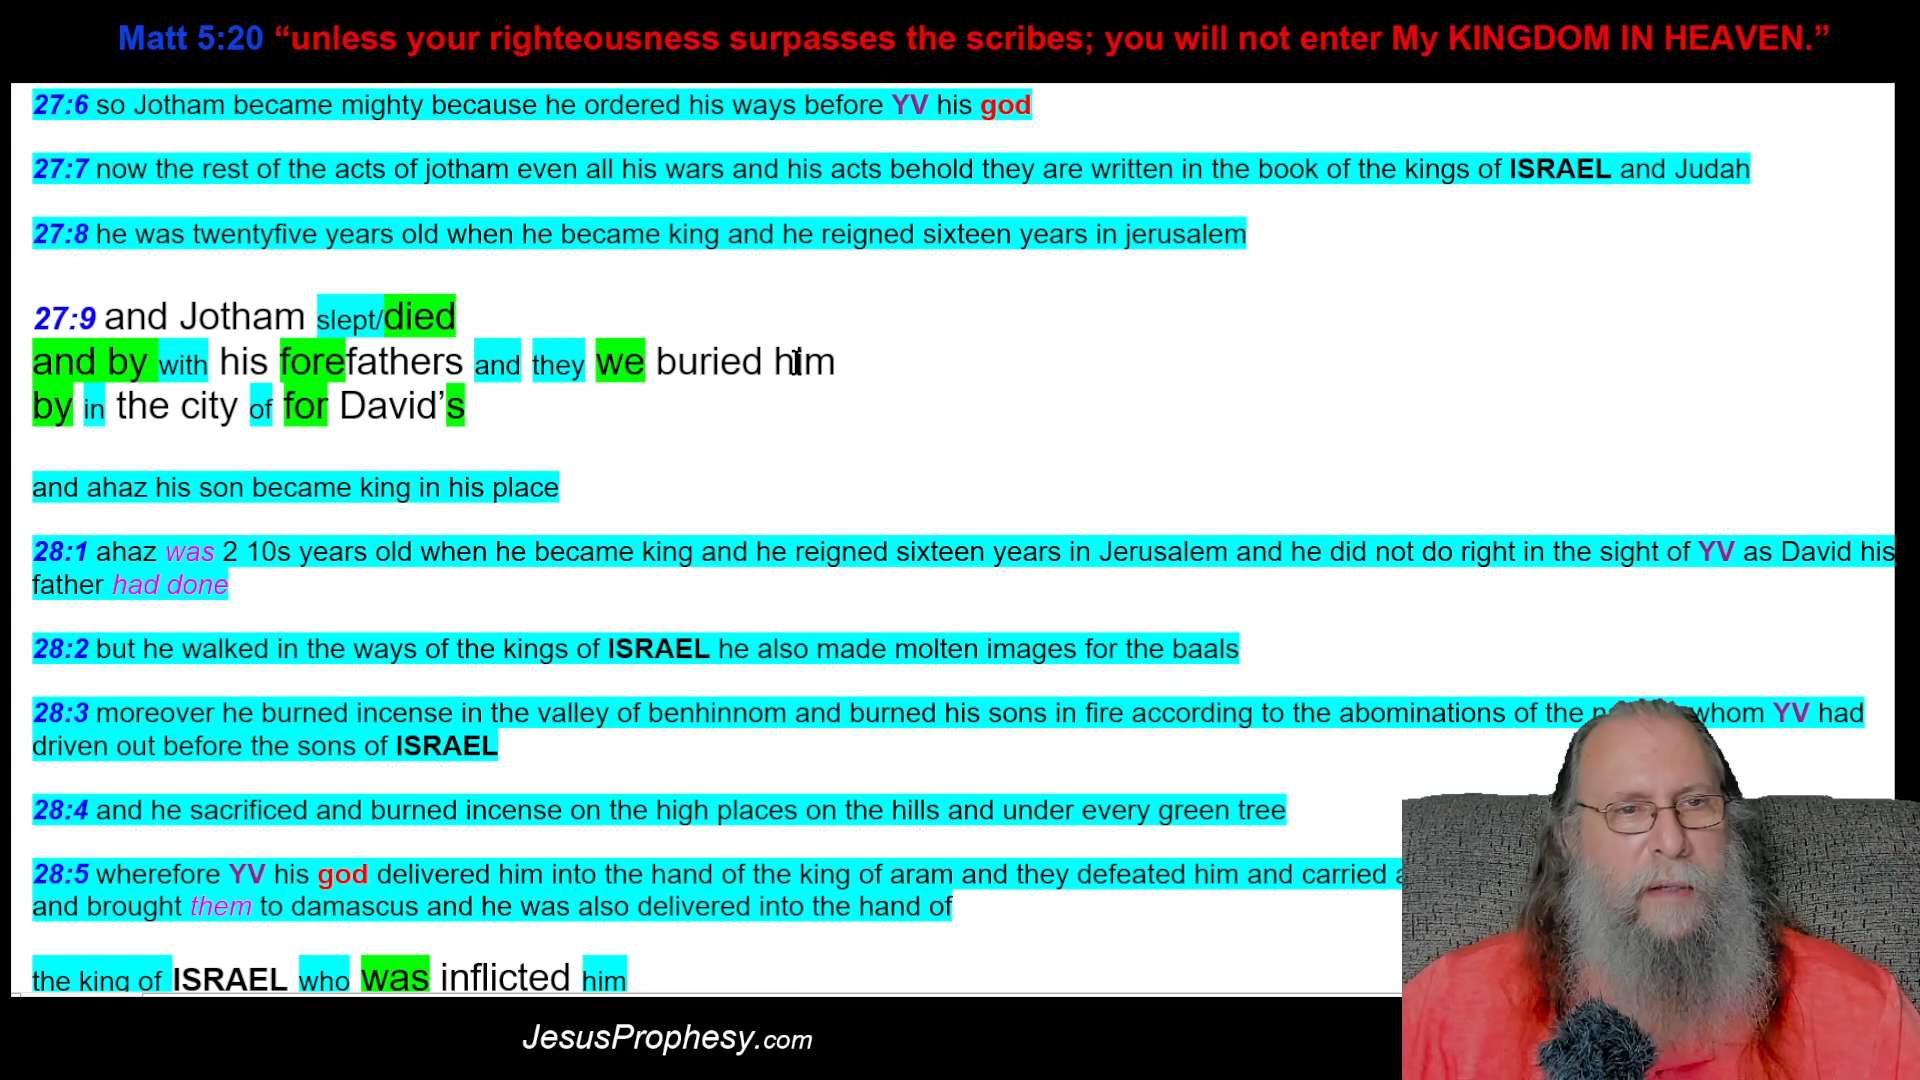 Matt 5:20 “unless your righteousness surpasses the scribes; you will not enter My KINGDOM IN HEAVEN.”
27:6 so Jotham became mighty because he ordered his ways before YV his god
27:7 now the rest of the acts of jotham even all his wars and his acts behold they are written in the book of the kings of ISRAEL and Judah
27:8 he was twentyfive years old when he became king and he reigned sixteen years in jerusalem
27:9 and Jotham slept/died
and by with his forefathers and they we buried him
by in the city of for David’s
and ahaz his son became king in his place
28:1 ahaz was 2 10s years old when he became king and he reigned sixteen years in Jerusalem and he did not do right in the sight of YV as David his
father had done
28:2 but he walked in the ways of the kings of ISRAEL he also made molten images for the baals
28:3 moreover he burned incense in the valley of benhinnom and burned his sons in fire according to the abominations of the whom YV had
driven out before the sons of ISRAEL
28:4 and he sacrificed and burned incense on the high places on the hills and under every green tree
28:5 wherefore YV his god delivered him into the hand of the king of aram and they defeated him and carried
and brought them to damascus and he was also delivered into the hand of
the king of ISRAEL who was inflicted him
JesusProphesy.com